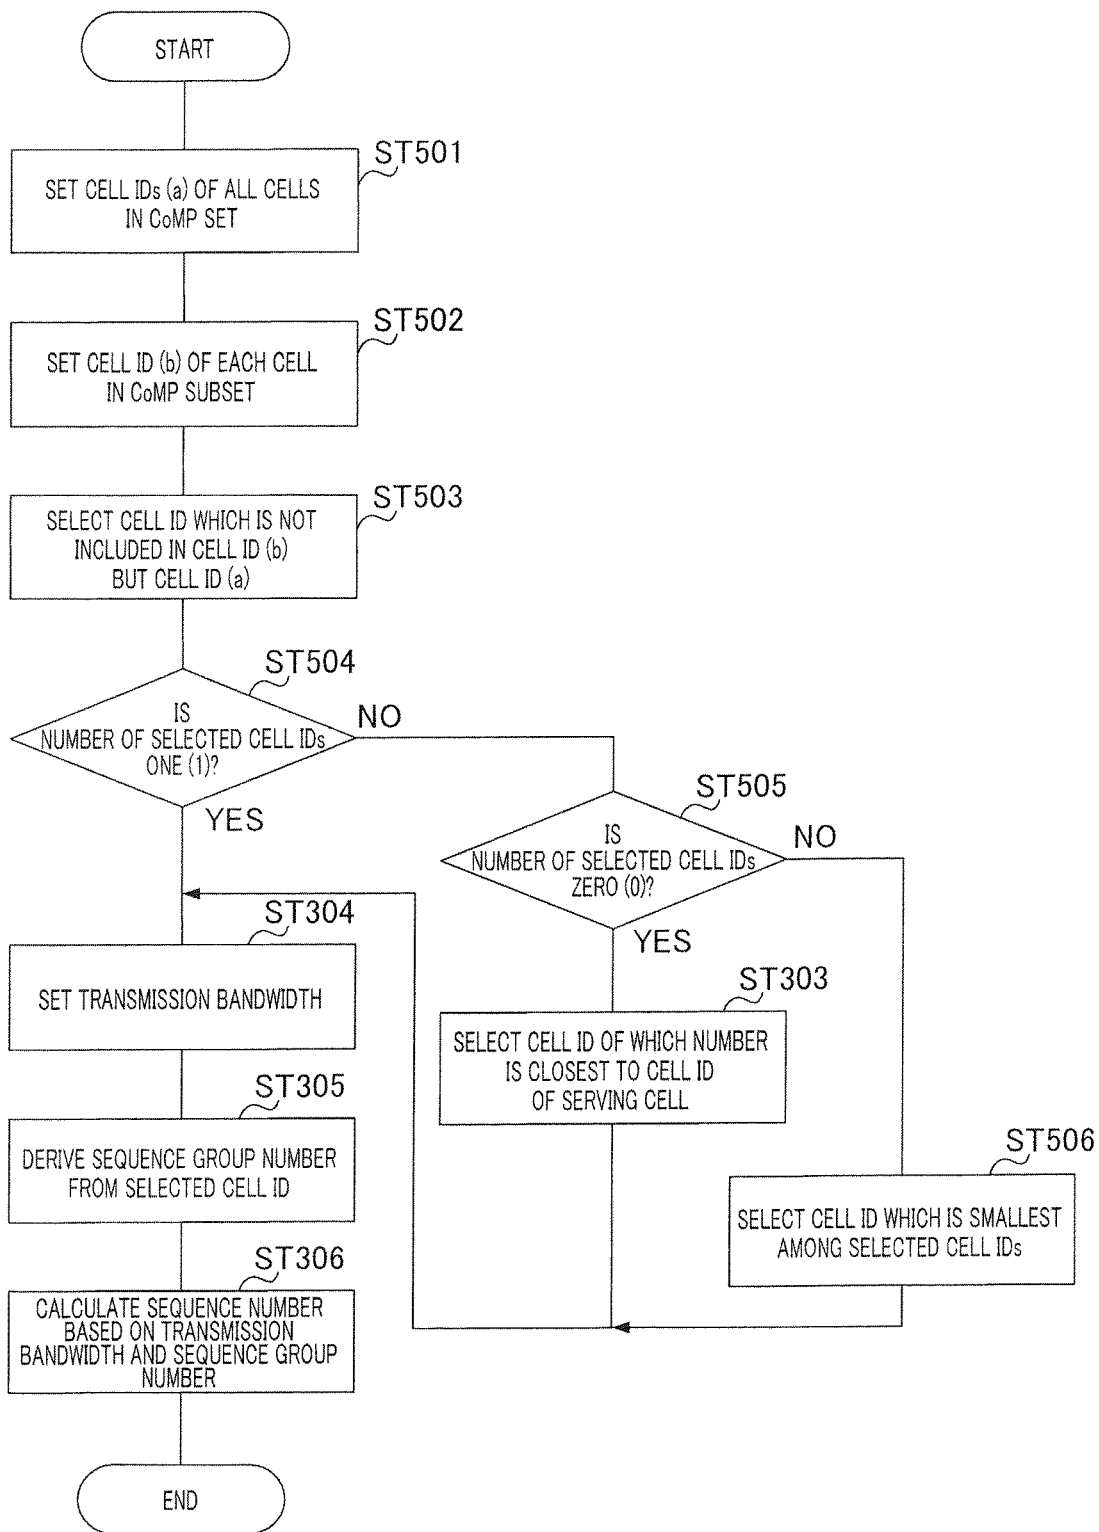 START
ST501
SET CELL IDs (a) OF ALL CELLS
IN CoMP SET
ST502
SET CELL ID (b) OF EACH CELL
IN CoMP SUBSET
ST503
SELECT CELL ID WHICH IS NOT
INCLUDED IN CELL ID (b)
BUT CELL ID (a)
ST504
IS
NUMBER OF SELECTED CELL IDs
ONE (1)?
NO
YES
ST505
IS
NUMBER OF SELECTED CELL IDs
ZERO (0)?
NO
YES
ST303
SELECT CELL ID OF WHICH NUMBER
IS CLOSEST TO CELL ID
OF SERVING CELL
ST506
SELECT CELL ID WHICH IS SMALLEST
AMONG SELECTED CELL IDs
ST304
SET TRANSMISSION BANDWIDTH
ST305
DERIVE SEQUENCE GROUP NUMBER
FROM SELECTED CELL ID
ST306
CALCULATE SEQUENCE NUMBER
BASED ON TRANSMISSION
BANDWIDTH AND SEQUENCE GROUP
NUMBER
END